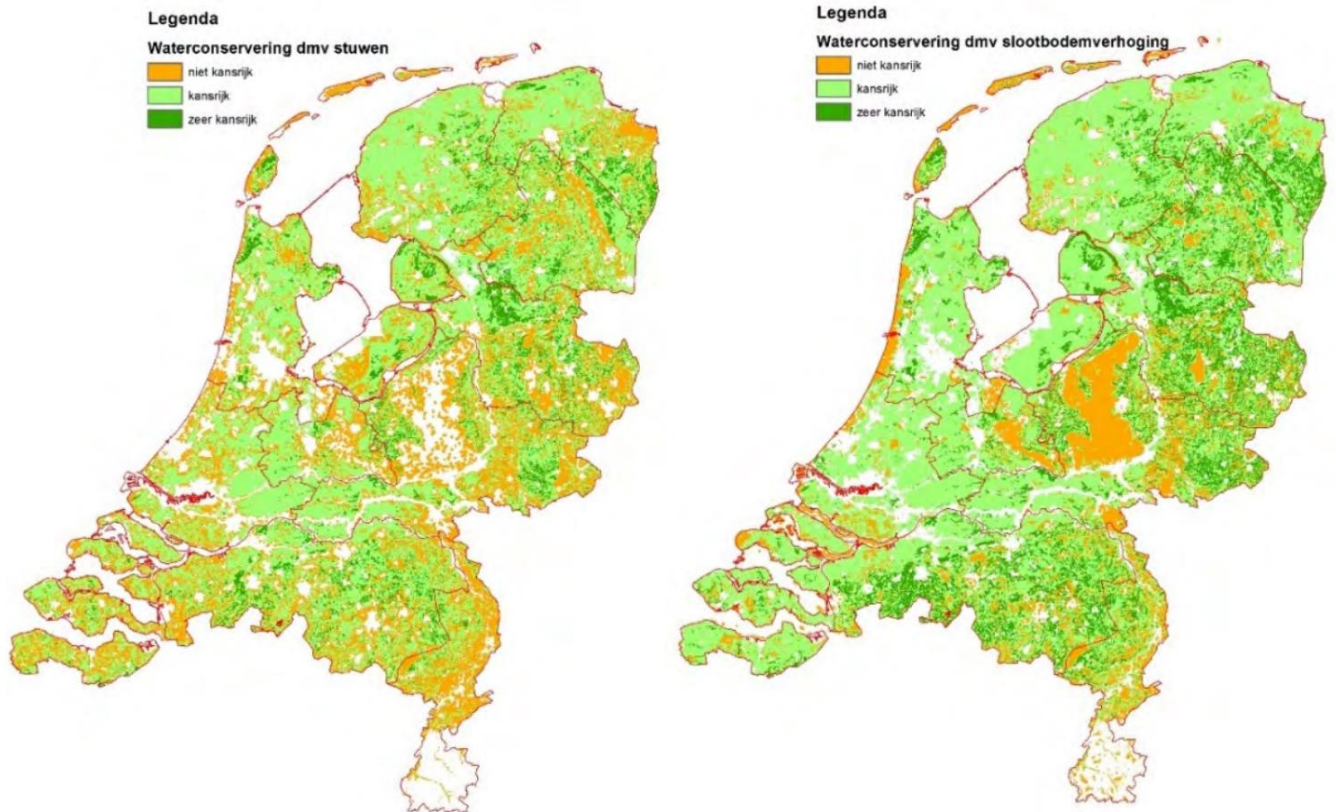 Legenda
Waterconservering dmv stuwen
niet kansrijk
kansrijk
zeer kansrijk
Legenda
Waterconservering dmv slootbodemverhoging
niet kansrijk
kansrijk
zeer kansrijk